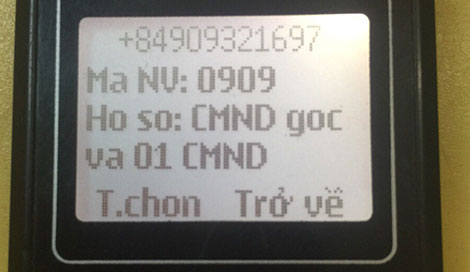 +84909321697
Ma NV: 0909
Ho so: CMND goc
va 01 CMND
T.chon Trở về